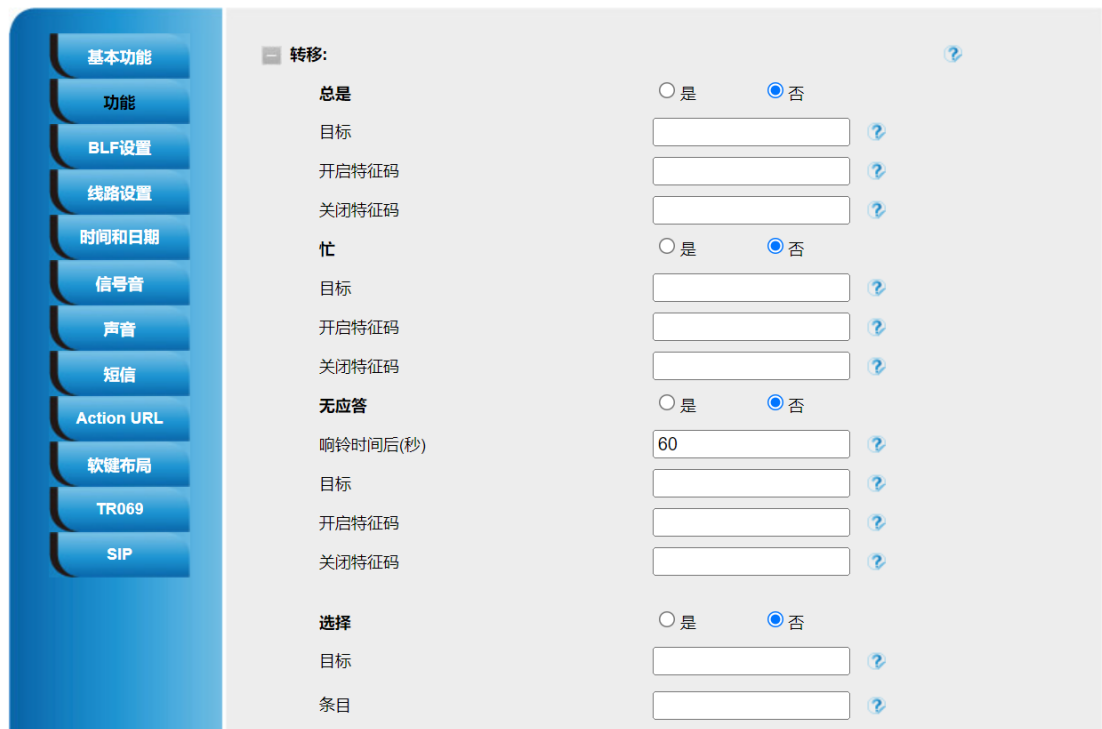 基本功能
功能
BLF设置
线路设置
时间和日期
信号音
声音
短信
Action URL
软键布局
TR069
SIP
转移:
总是 是 否
目标
开启特征码
关闭特征码
忙 是 否
目标
开启特征码
关闭特征码
无应答 是 否
响铃时间后(秒) 60
目标
开启特征码
关闭特征码
选择 是 否
目标
条目